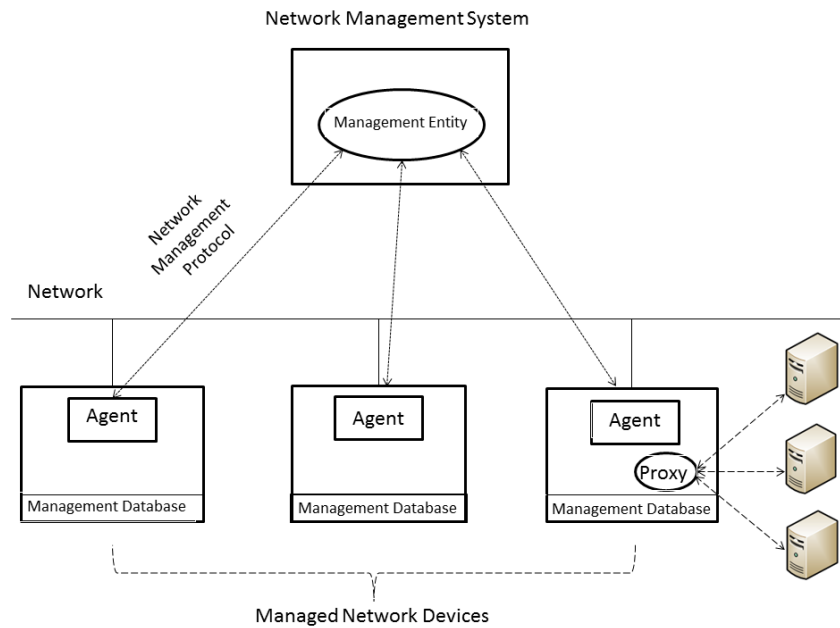 Network Management System
Management Entity
Network
Management
Protocol
Network
Agent
Agent
Agent
Proxy
Management Database
Management Database
Management Database
Managed Network Devices